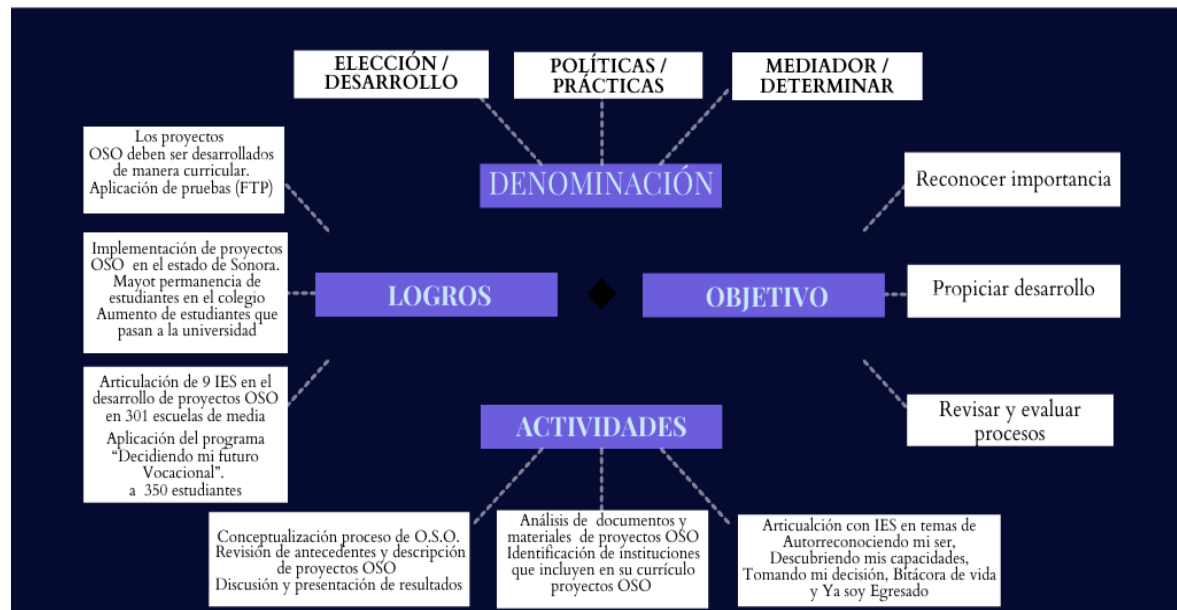 ELECCIÓN /
DESARROLLO
POLÍTICAS /
PRÁCTICAS
MEDIADOR /
DETERMINAR
DENOMINACIÓN
Los proyectos
OSO deben ser desarrollados
de manera curricular.
Aplicación de pruebas (FTP)
Implementación de proyectos
OSO en el estado de Sonora.
Mayot permanencia de
estudiantes en el colegio
Aumento de estudiantes que
pasan a la universidad
Articulación de 9 IES en el
desarrollo de proyectos OSO
en 301 escuelas de media
Aplicación del programa
“Decidiendo mi futuro
Vocacional”.
a 350 estudiantes
LOGROS
OBJETIVO
Reconocer importancia
Propiciar desarrollo
Revisar y evaluar
procesos
ACTIVIDADES
Conceptualización proceso de O.S.O.
Revisión de antecedentes y descripción
de proyectos OSO
Discusión y presentación de resultados
Análisis de documentos y
materiales de proyectos OSO
Identificación de instituciones
que incluyen en su currículo
proyectos OSO
Articualción con IES en temas de
Autorreconociendo mi ser,
Descubriendo mis capacidades,
Tomando mi decisión, Bitácora de vida
y Ya soy Egresado